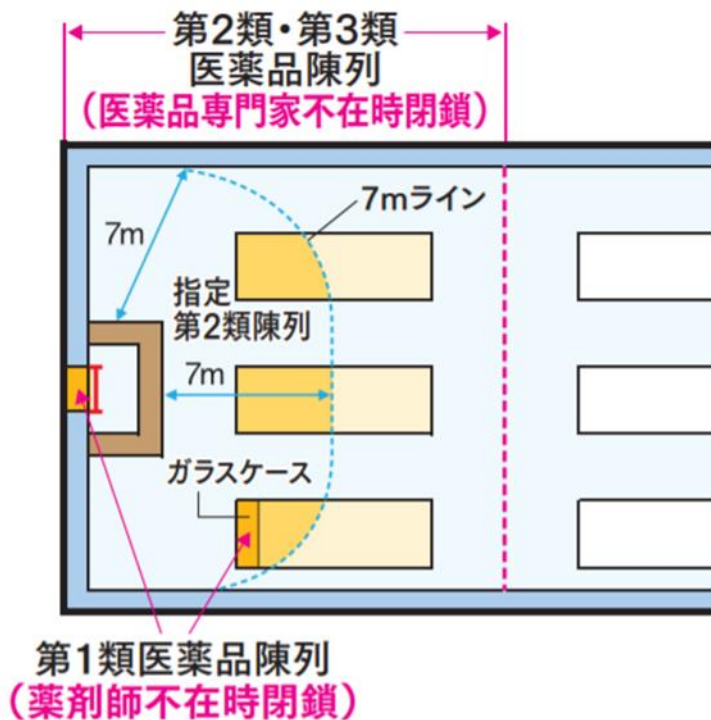 第2類・第3類
医薬品陳列
（医薬品専門家不在時閉鎖）
7mライン
7m
指定
第2類陳列
7m
ガラスケース
第1類医薬品陳列
（薬剤師不在時閉鎖）